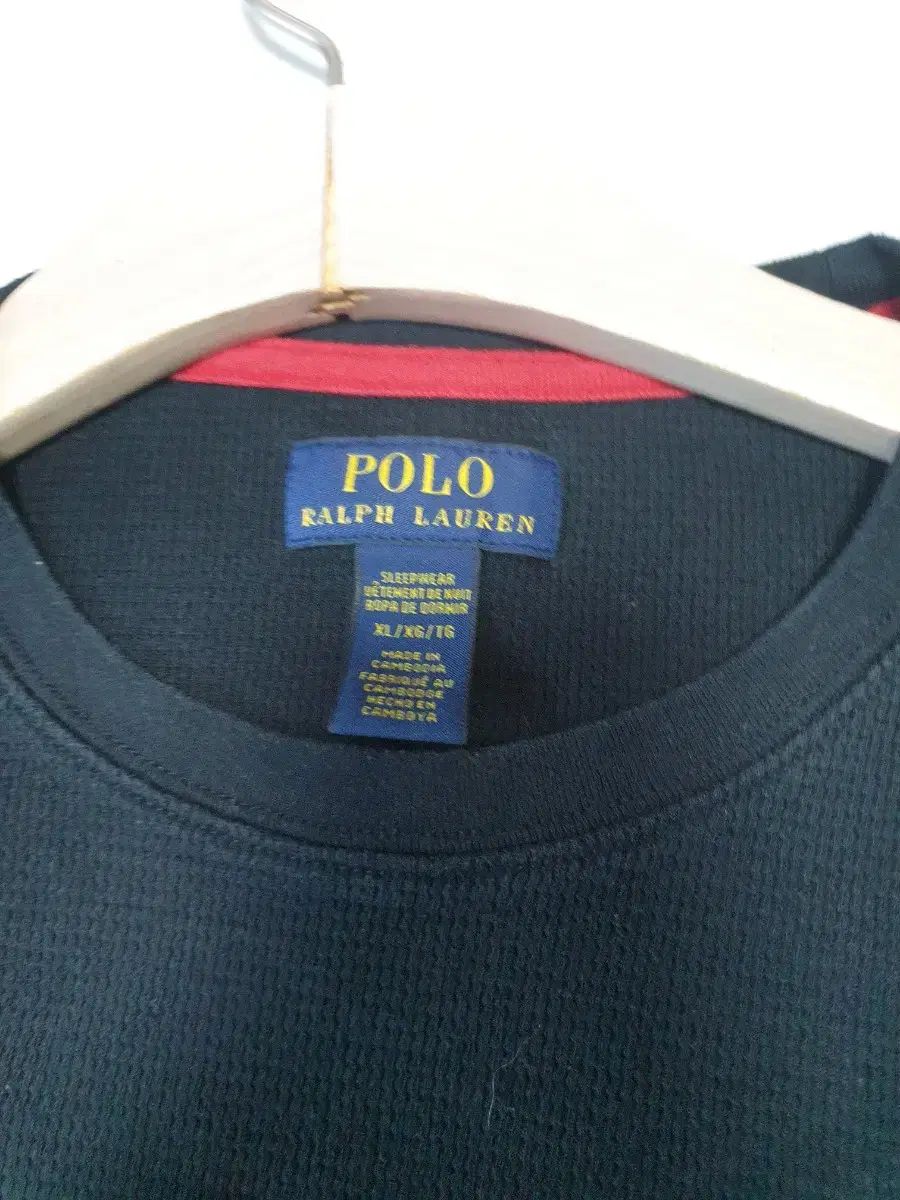 POLO
RALPH LAUREN
SLEEPWEAR
VÊTEMENT DE NUIT
ROPA DE DORMIR
XL/XG/TG
MADE IN
CAMBODIA
FABRIQUÉ AU
CAMBODGE
HECHO EN
CAMBOYA